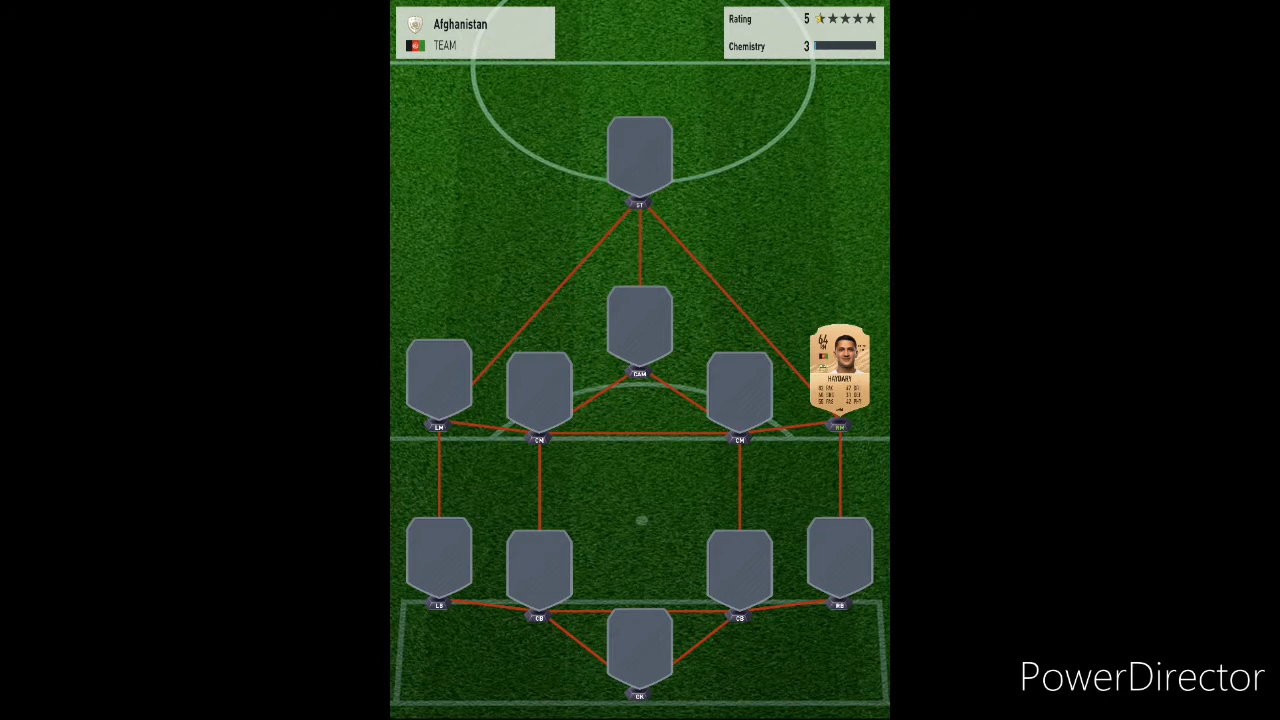 Afghanistan
TEAM
Rating 5
Chemistry 3
ST
CAM
64
RM
HAYDARY
LM
CM
CM
RM
LB
CB
CB
RB
GK
PowerDirector